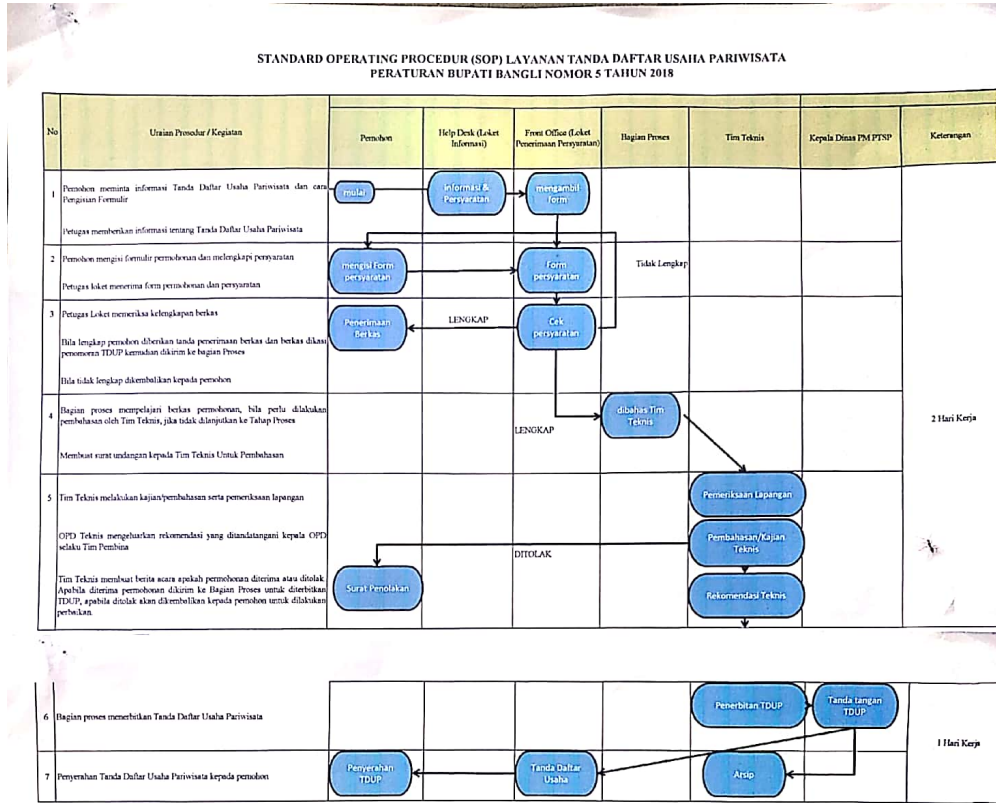 STANDARD OPERATING PROCEDUR (SOP) LAYANAN TANDA DAFTAR USAHA PARIWISATA
PERATURAN BUPATI BANGLI NOMOR 5 TAHUN 2018
No
Uraian Prosedur / Kegiatan
Pemohon
Help Desk (Loket
Informasi)
Front Office (Loket
Penerimaan Persyaratan)
Bagian Proses
Tim Teknis
Kepala Dinas PM PTSP
Keterangan
1
Pemohon meminta informasi Tanda Daftar Usaha Pariwisata dan cara
Pengisian Formulir
Petugas memberikan informasi tentang Tanda Daftar Usaha Pariwisata
mulai
informasi &
Persyaratan
mengambil
form
2
Pemohon mengisi formulir permohonan dan melengkapi persyaratan
Petugas loket menerima form permohonan dan persyaratan
mengisi Form
persyaratan
Form
persyaratan
Tidak Lengkap
3
Petugas Loket memeriksa kelengkapan berkas
Bila lengkap pemohon diberikan tanda penerimaan berkas dan berkas dikasi
penomoran TDUP kemudian dikirim ke bagian Proses
Bila tidak lengkap dikembalikan kepada pemohon
Penerimaan
Berkas
LENGKAP
Cek
persyaratan
4
Bagian proses mempelajari berkas permohonan, bila perlu dilakukan
pembahasan oleh Tim Teknis, jika tidak dilanjutkan ke Tahap Proses
Membuat surat undangan kepada Tim Teknis Untuk Pembahasan
LENGKAP
dibahas Tim
Teknis
2 Hari Kerja
5
Tim Teknis melakukan kajian/pembahasan serta pemeriksaan lapangan
OPD Teknis mengeluarkan rekomendasi yang ditandatangani kepala OPD
selaku Tim Pembina
Tim Teknis membuat berita acara apakah permohonan diterima atau ditolak.
Apabila diterima permohonan dikirim ke Bagian Proses untuk diterbitkan
TDUP, apabila ditolak akan dikembalikan kepada pemohon untuk dilakukan
perbaikan.
Pemeriksaan Lapangan
Pembahasan/Kajian
Teknis
DITOLAK
Surat Penolakan
Rekomendasi Teknis
6
Bagian proses menerbitkan Tanda Daftar Usaha Pariwisata
Penerbitan TDUP
Tanda tangan
TDUP
1 Hari Kerja
7
Penyerahan Tanda Daftar Usaha Pariwisata kepada pemohon
Penyerahan
TDUP
Tanda Daftar
Usaha
Arsip